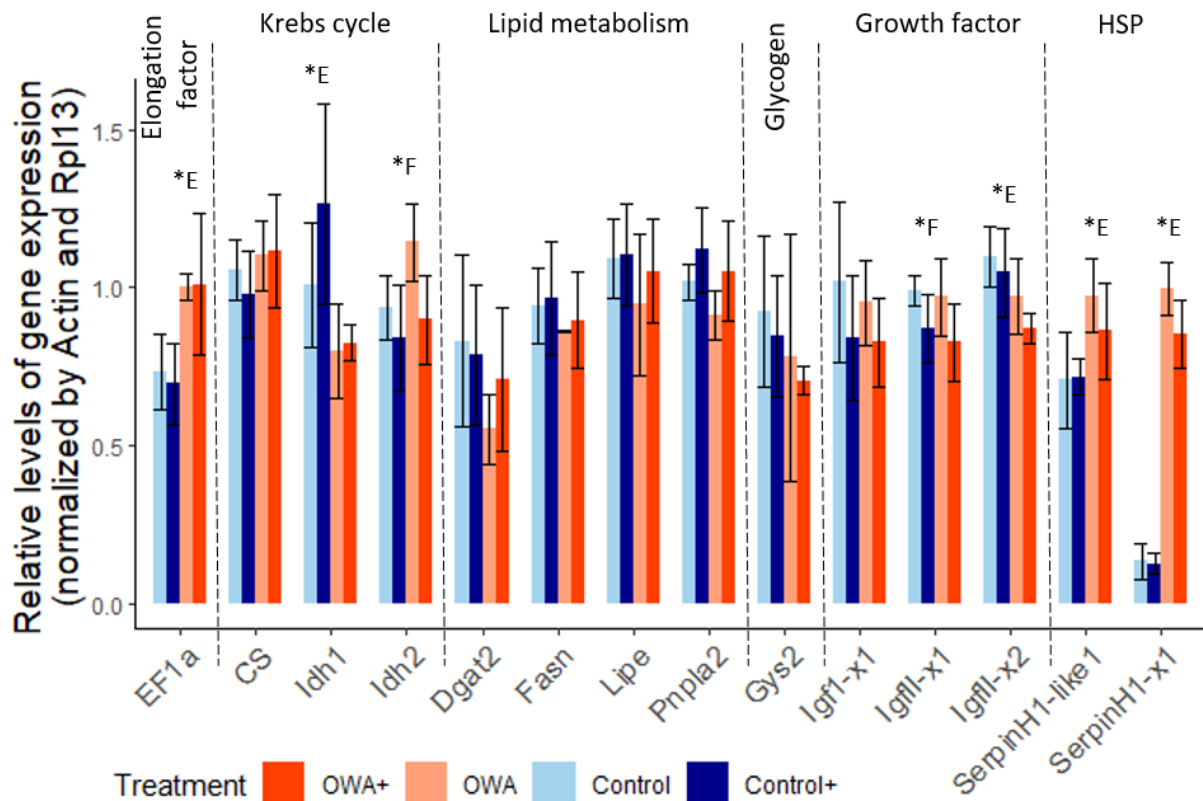 Krebs cycle
Lipid metabolism
Growth factor
HSP
Elongation
factor
Glycogen
Relative levels of gene expression
(normalized by Actin and Rpl13)
1.5
1.0
0.5
0.0
*E
*E
*F
*F
*E
*E
*E
EF1a
CS
Idh1
Idh2
Dgat2
Fasn
Lipe
Pnpla2
Gys2
Igf1-x1
IgfII-x1
IgfII-x2
SerpinH1-like1
SerpinH1-x1
Treatment OWA+ OWA Control Control+